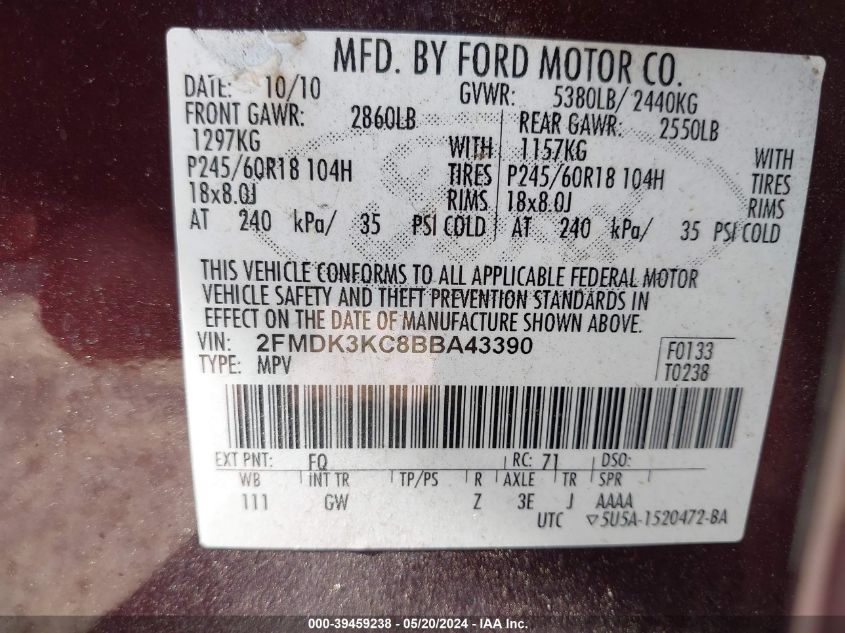 MFD. BY FORD MOTOR CO.
DATE: 10/10 GVWR: 5380LB/ 2440KG
FRONT GAWR: 2860LB REAR GAWR: 2550LB
1297KG WITH 1157KG WITH
P245/60R18 104H TIRES P245/60R18 104H TIRES
18x8.0J RIMS 18x8.0J RIMS
AT 240 kPa/ 35 PSI COLD AT 240 kPa/ 35 PSI COLD
THIS VEHICLE CONFORMS TO ALL APPLICABLE FEDERAL MOTOR
VEHICLE SAFETY AND THEFT PREVENTION STANDARDS IN
EFFECT ON THE DATE OF MANUFACTURE SHOWN ABOVE.
VIN: 2FMDK3KC8BBA43390 F0133
TYPE: MPV T0238
EXT PNT: FQ RC: 71 DSO:
WB INT TR TP/PS R AXLE TR SPR
111 GW Z 3E J AAAA
UTC ▽5U5A-1520472-BA
000-39459238 - 05/20/2024 - IAA Inc.